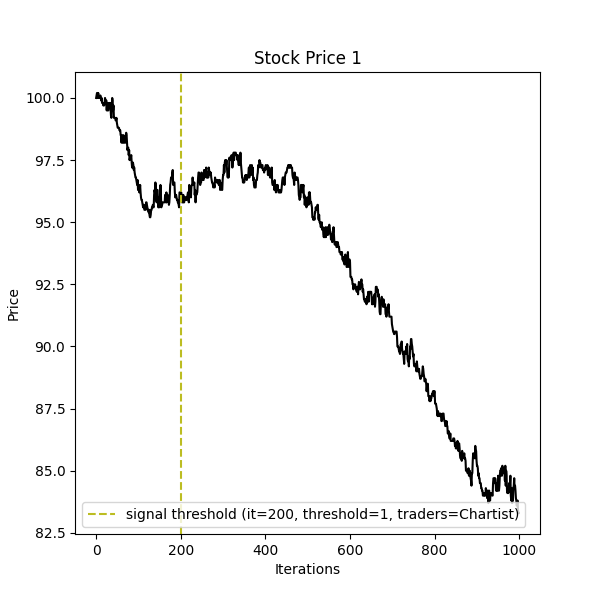 Stock Price 1
100.0
97.5
95.0
92.5
90.0
87.5
85.0
82.5
Price
signal threshold (it=200, threshold=1, traders=Chartist)
0 200 400 600 800 1000
Iterations